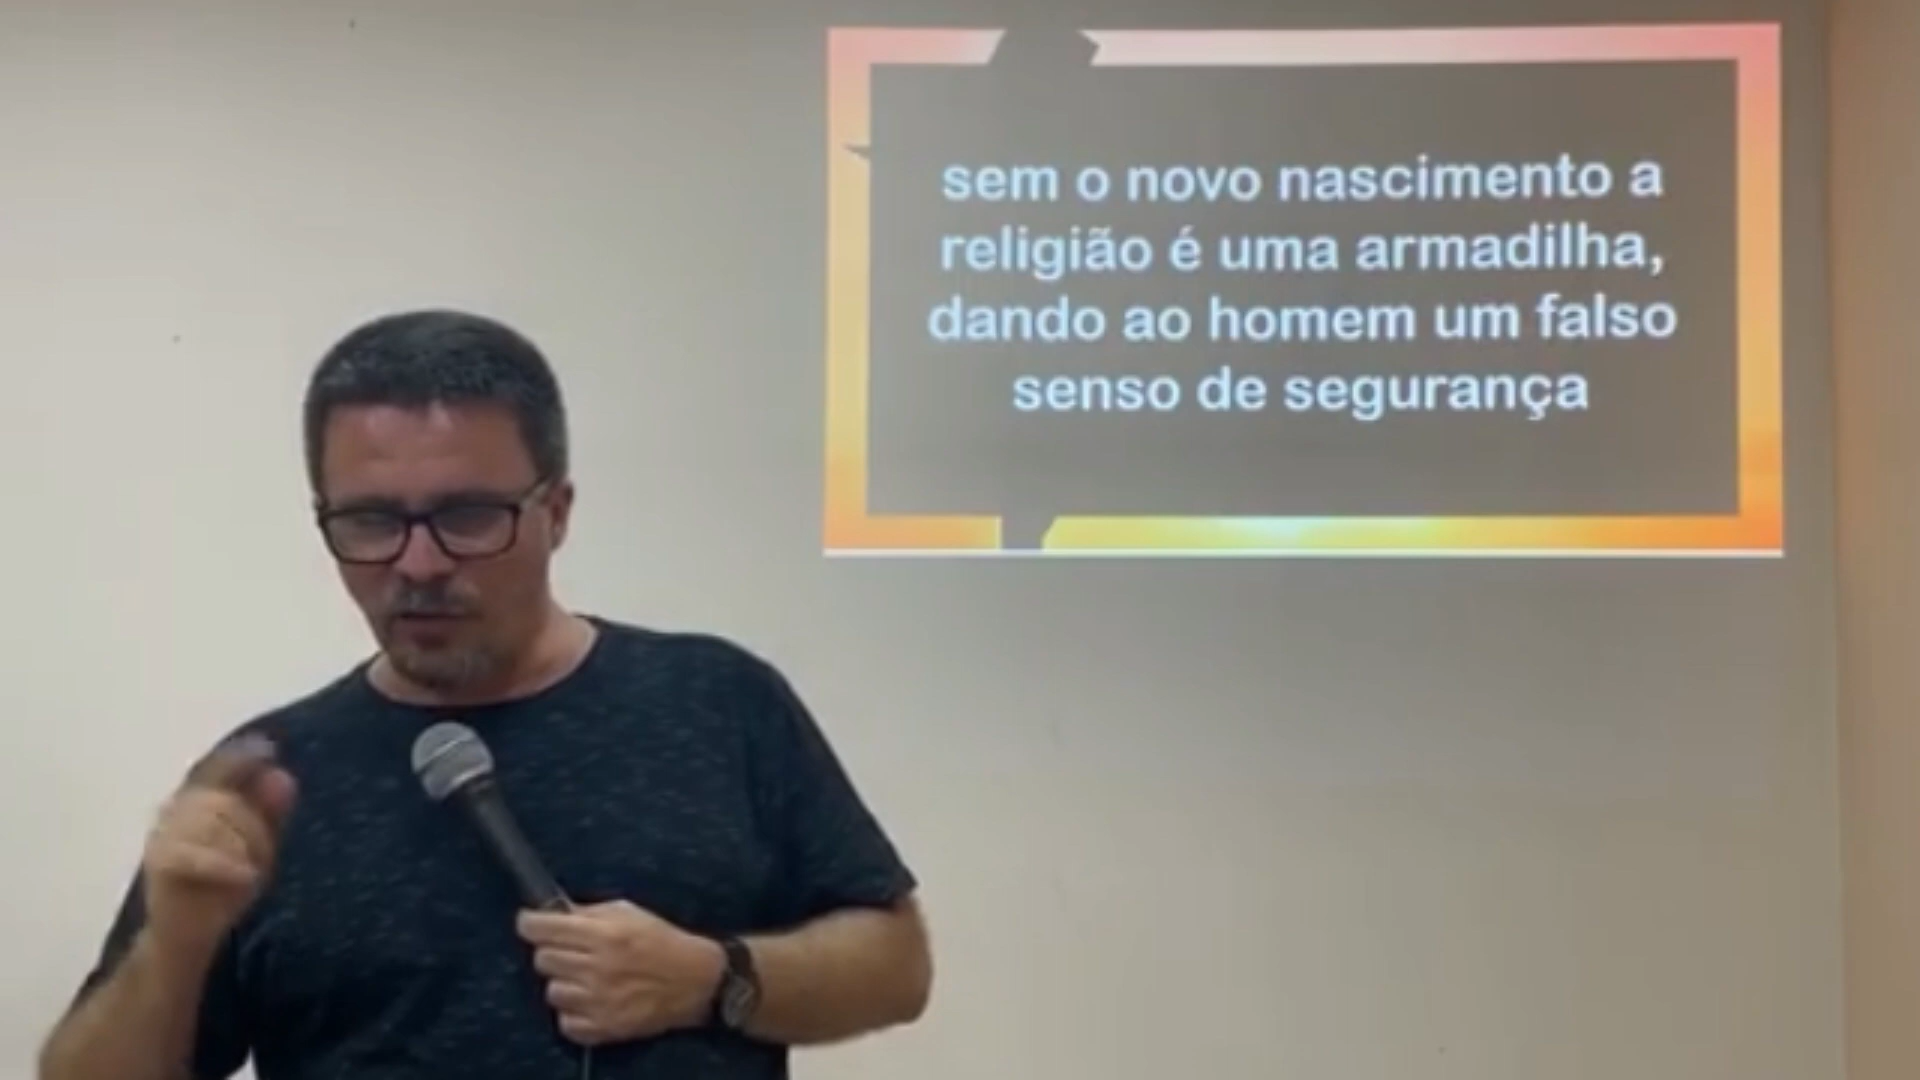 sem o novo nascimento a
religião é uma armadilha,
dando ao homem um falso
senso de segurança